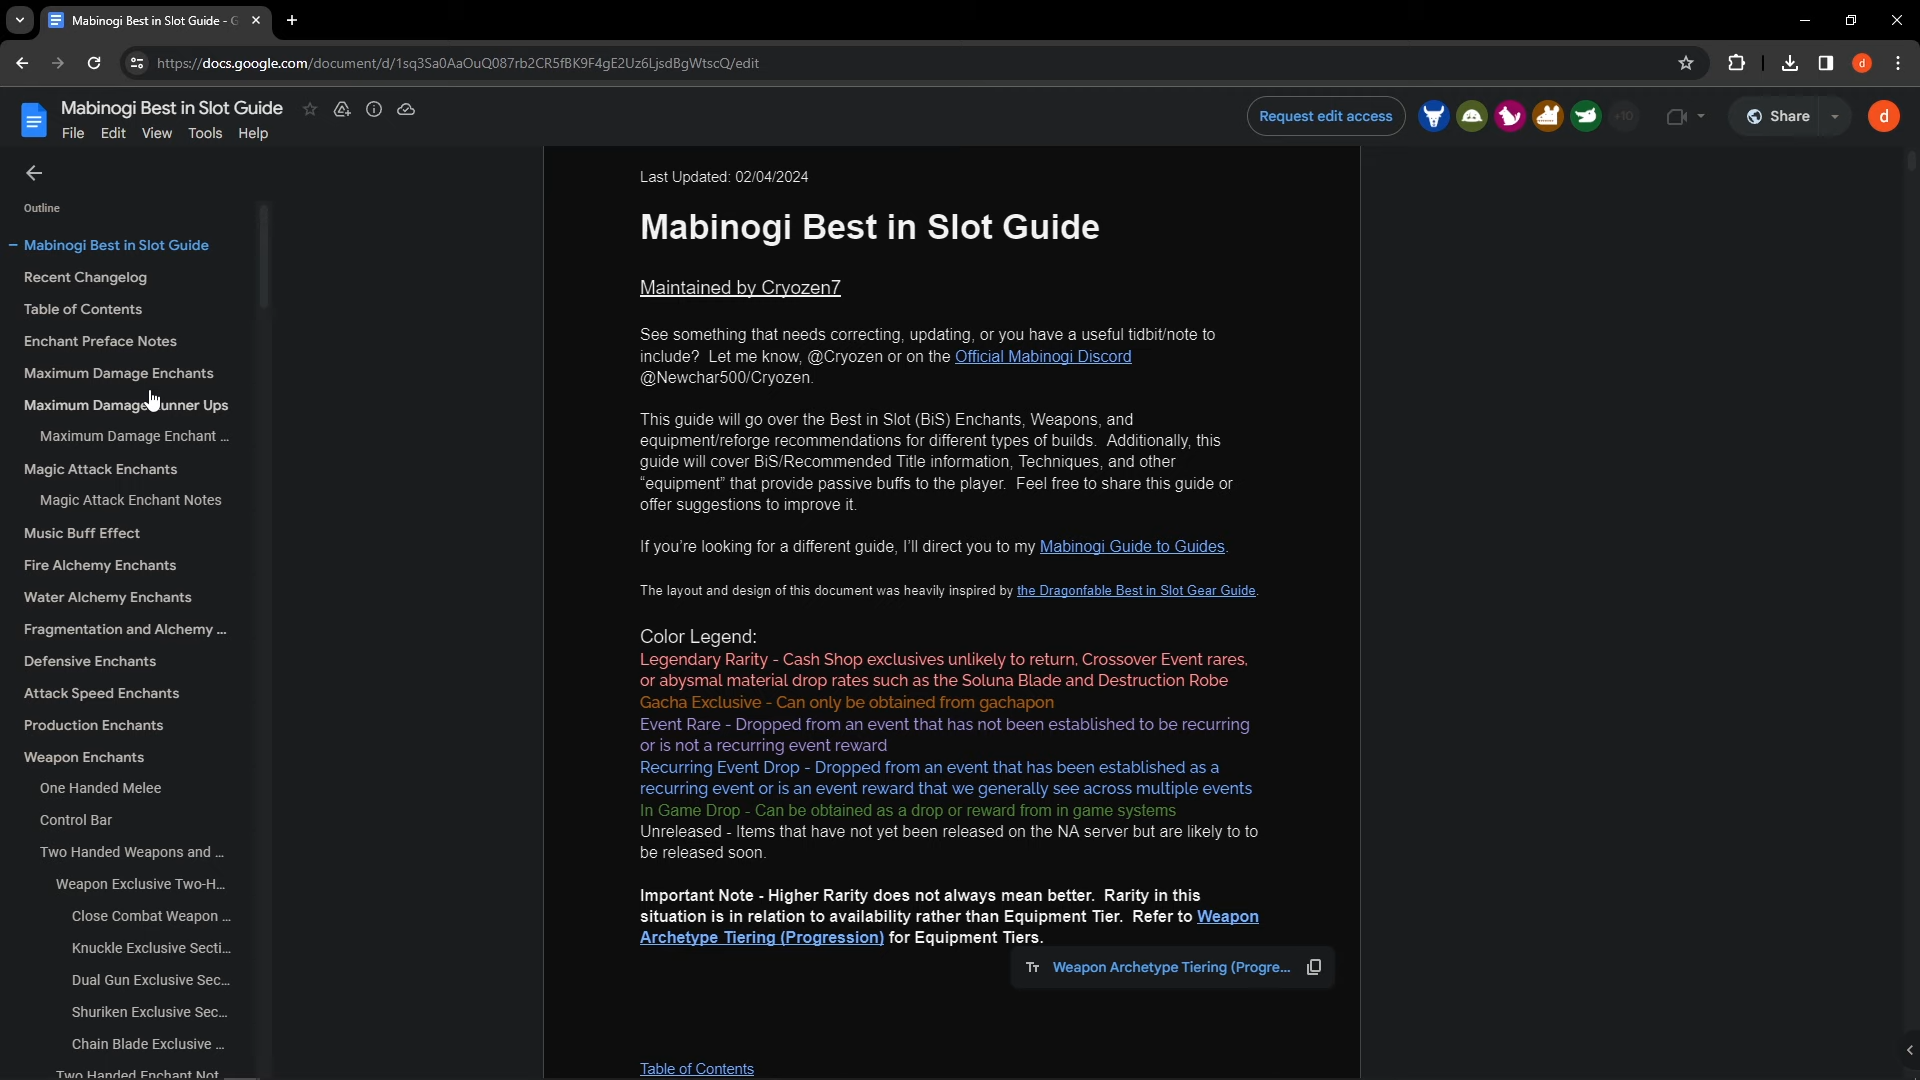 Mabinogi Best in Slot Guide - G
https://docs.google.com/document/d/1sq3Sa0AaOuQ087rb2CR5fBK9F4gE2Uz6LjsdBgWtscQ/edit
d
Mabinogi Best in Slot Guide
File Edit View Tools Help
Request edit access
+10
Share
d
Outline
Mabinogi Best in Slot Guide
Recent Changelog
Table of Contents
Enchant Preface Notes
Maximum Damage Enchants
Maximum Damage unner Ups
Maximum Damage Enchant ...
Magic Attack Enchants
Magic Attack Enchant Notes
Music Buff Effect
Fire Alchemy Enchants
Water Alchemy Enchants
Fragmentation and Alchemy ...
Defensive Enchants
Attack Speed Enchants
Production Enchants
Weapon Enchants
One Handed Melee
Control Bar
Two Handed Weapons and ...
Weapon Exclusive Two-H...
Close Combat Weapon ...
Knuckle Exclusive Secti...
Dual Gun Exclusive Sec...
Shuriken Exclusive Sec...
Chain Blade Exclusive ...
Two Handed Enchant Not
Last Updated: 02/04/2024
Mabinogi Best in Slot Guide
Maintained by Cryozen7
See something that needs correcting, updating, or you have a useful tidbit/note to
include? Let me know, @Cryozen or on the Official Mabinogi Discord
@Newchar500/Cryozen.
This guide will go over the Best in Slot (BiS) Enchants, Weapons, and
equipment/reforge recommendations for different types of builds. Additionally, this
guide will cover BiS/Recommended Title information, Techniques, and other
“equipment” that provide passive buffs to the player. Feel free to share this guide or
offer suggestions to improve it.
If you're looking for a different guide, I'll direct you to my Mabinogi Guide to Guides.
The layout and design of this document was heavily inspired by the Dragonfable Best in Slot Gear Guide.
Color Legend:
Legendary Rarity - Cash Shop exclusives unlikely to return, Crossover Event rares,
or abysmal material drop rates such as the Soluna Blade and Destruction Robe
Gacha Exclusive - Can only be obtained from gachapon
Event Rare - Dropped from an event that has not been established to be recurring
or is not a recurring event reward
Recurring Event Drop - Dropped from an event that has been established as a
recurring event or is an event reward that we generally see across multiple events
In Game Drop - Can be obtained as a drop or reward from in game systems
Unreleased - Items that have not yet been released on the NA server but are likely to to
be released soon.
Important Note - Higher Rarity does not always mean better. Rarity in this
situation is in relation to availability rather than Equipment Tier. Refer to Weapon
Archetype Tiering (Progression) for Equipment Tiers.
Tт Weapon Archetype Tiering (Progre...
Table of Contents